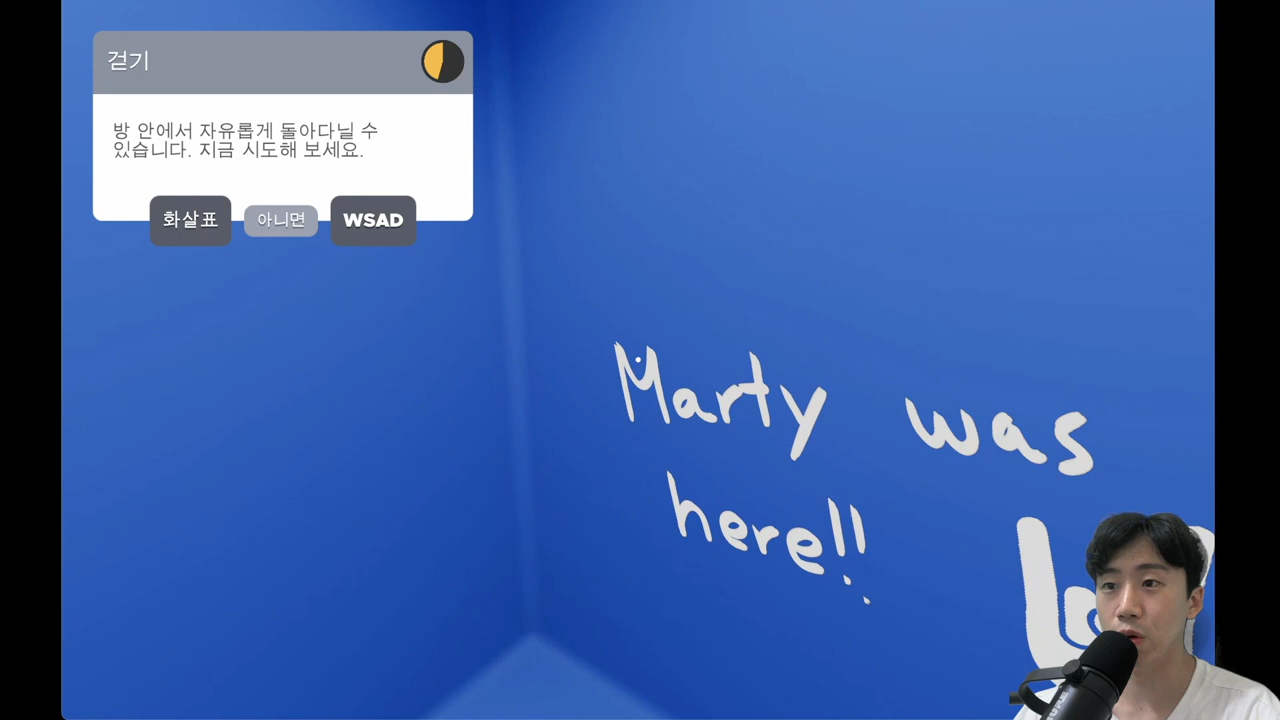 걷기
방 안에서 자유롭게 돌아다닐 수
있습니다. 지금 시도해 보세요.
화살표 아니면 WSAD
Marty was
here!!